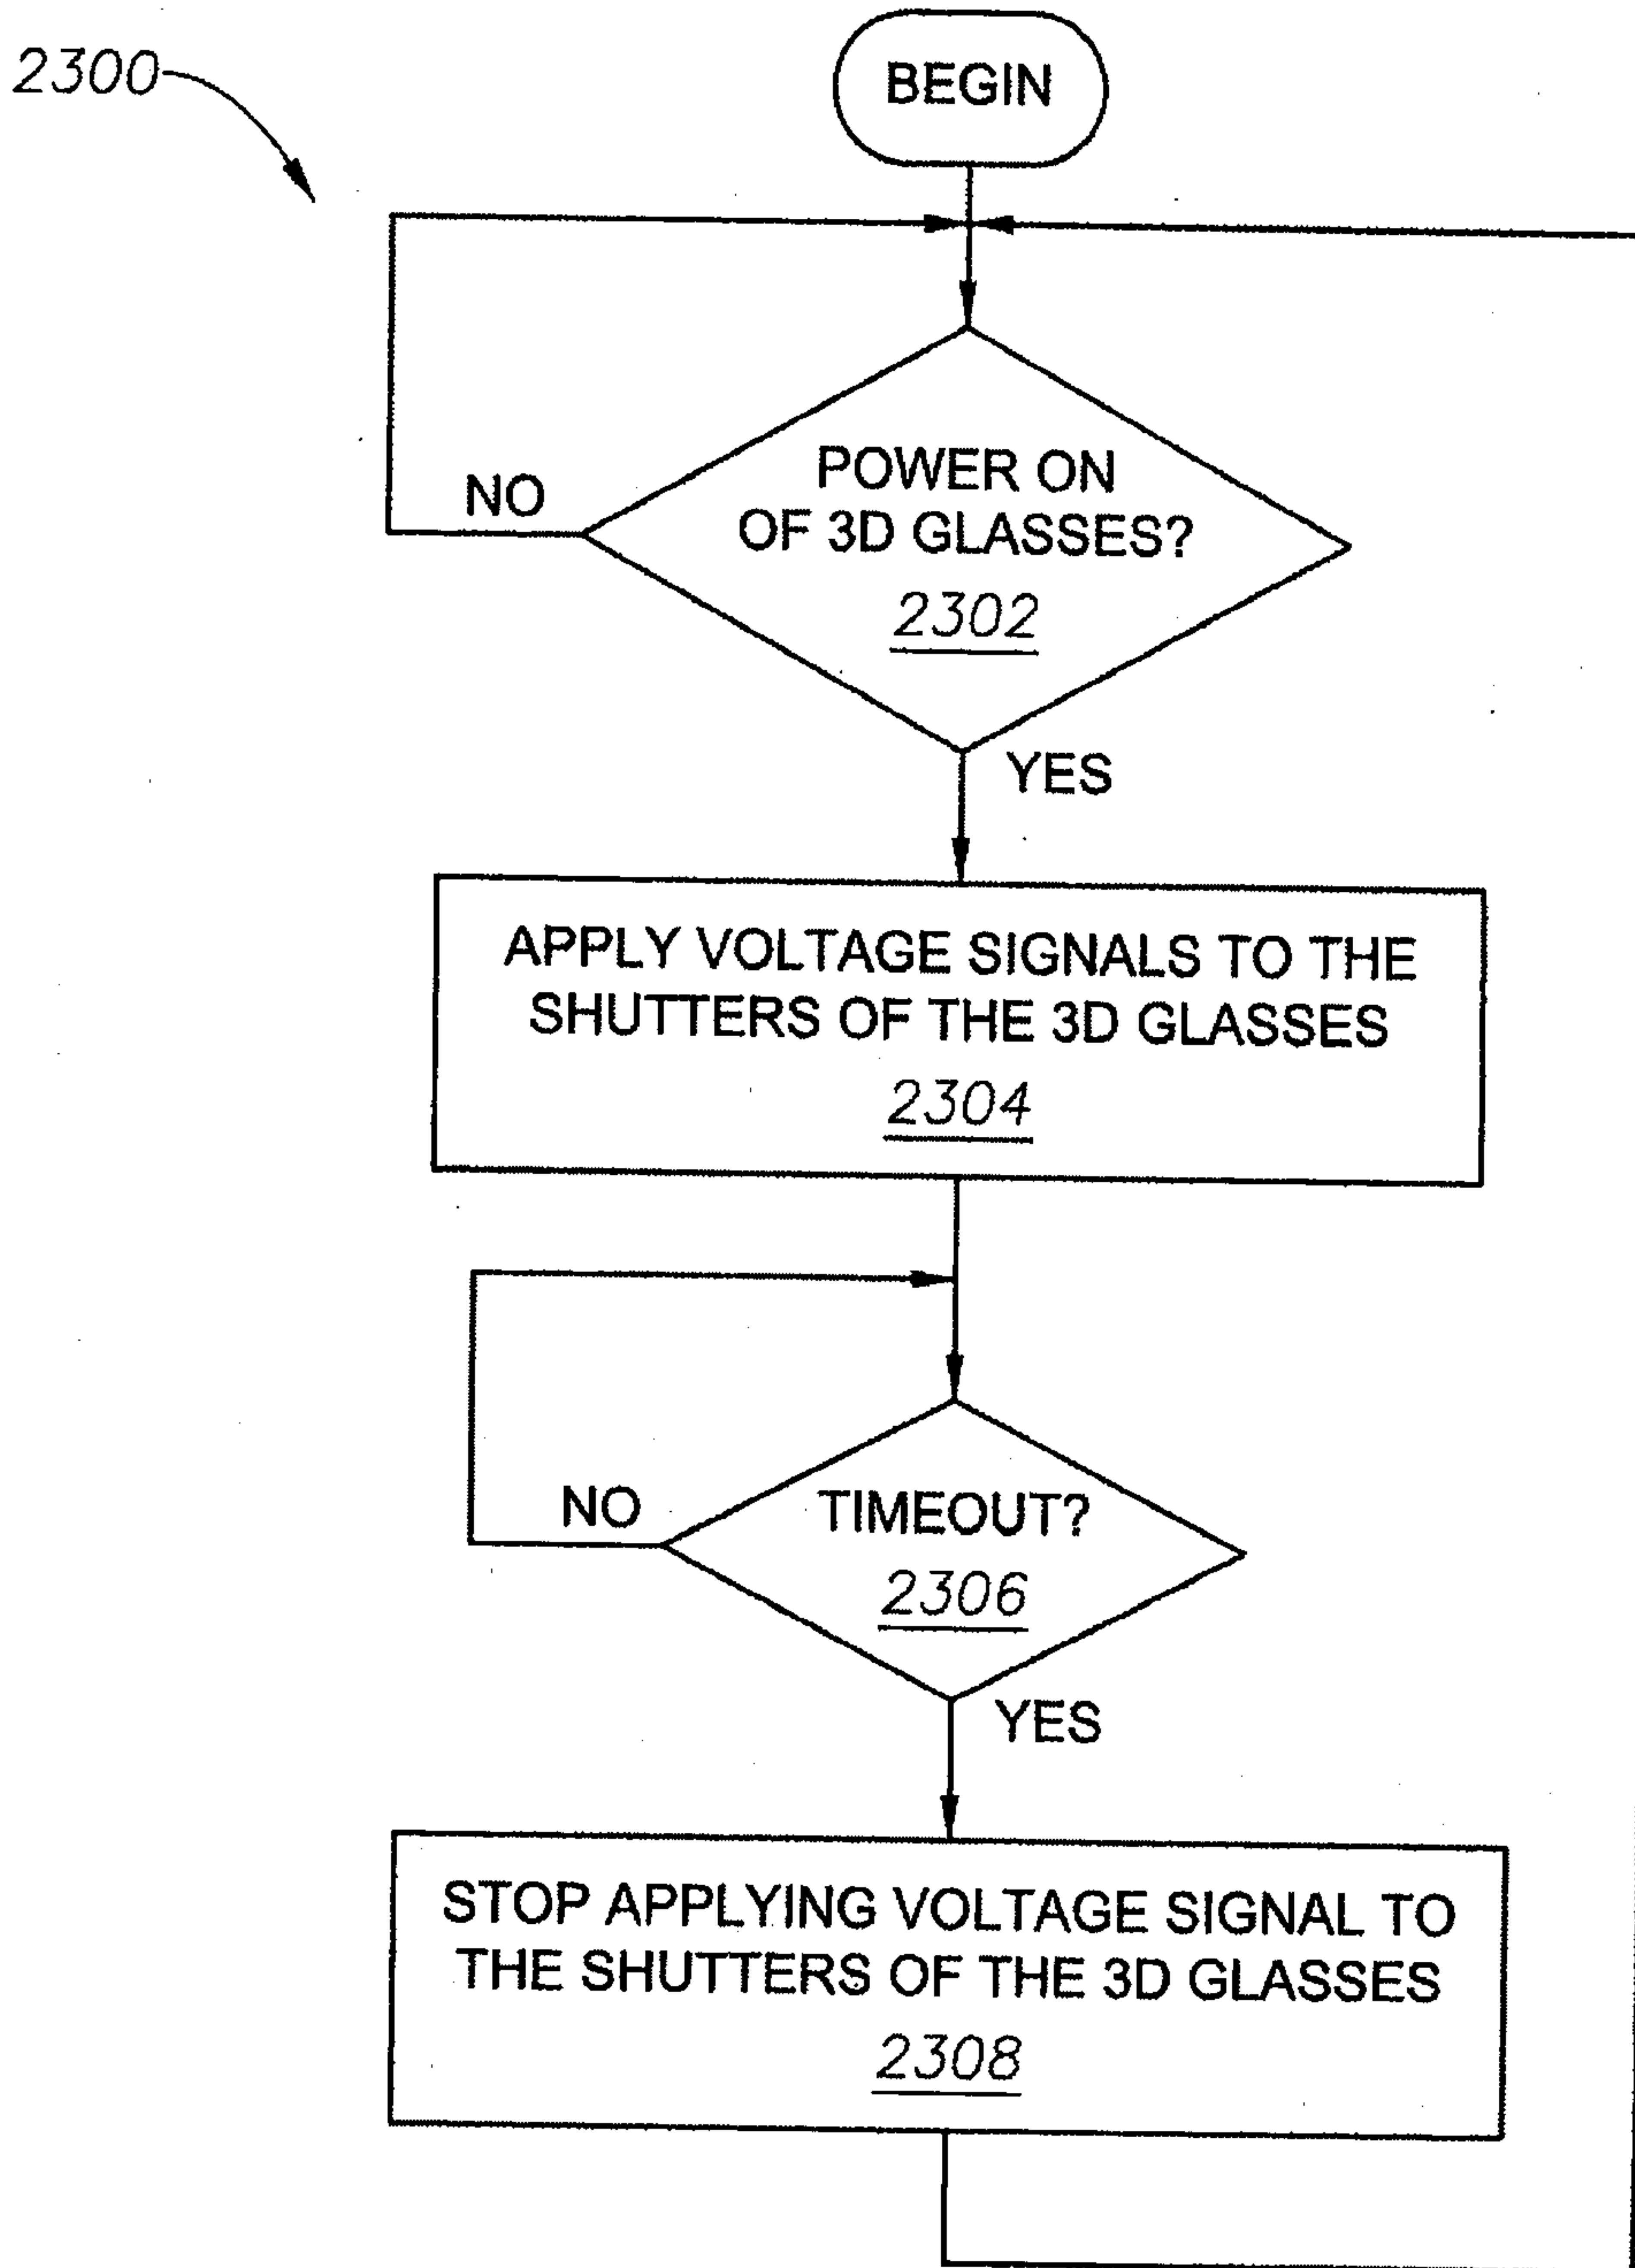 2300
BEGIN
POWER ON
OF 3D GLASSES?
2302
NO
YES
APPLY VOLTAGE SIGNALS TO THE
SHUTTERS OF THE 3D GLASSES
2304
TIMEOUT?
NO
2306
YES
STOP APPLYING VOLTAGE SIGNAL TO
THE SHUTTERS OF THE 3D GLASSES
2308